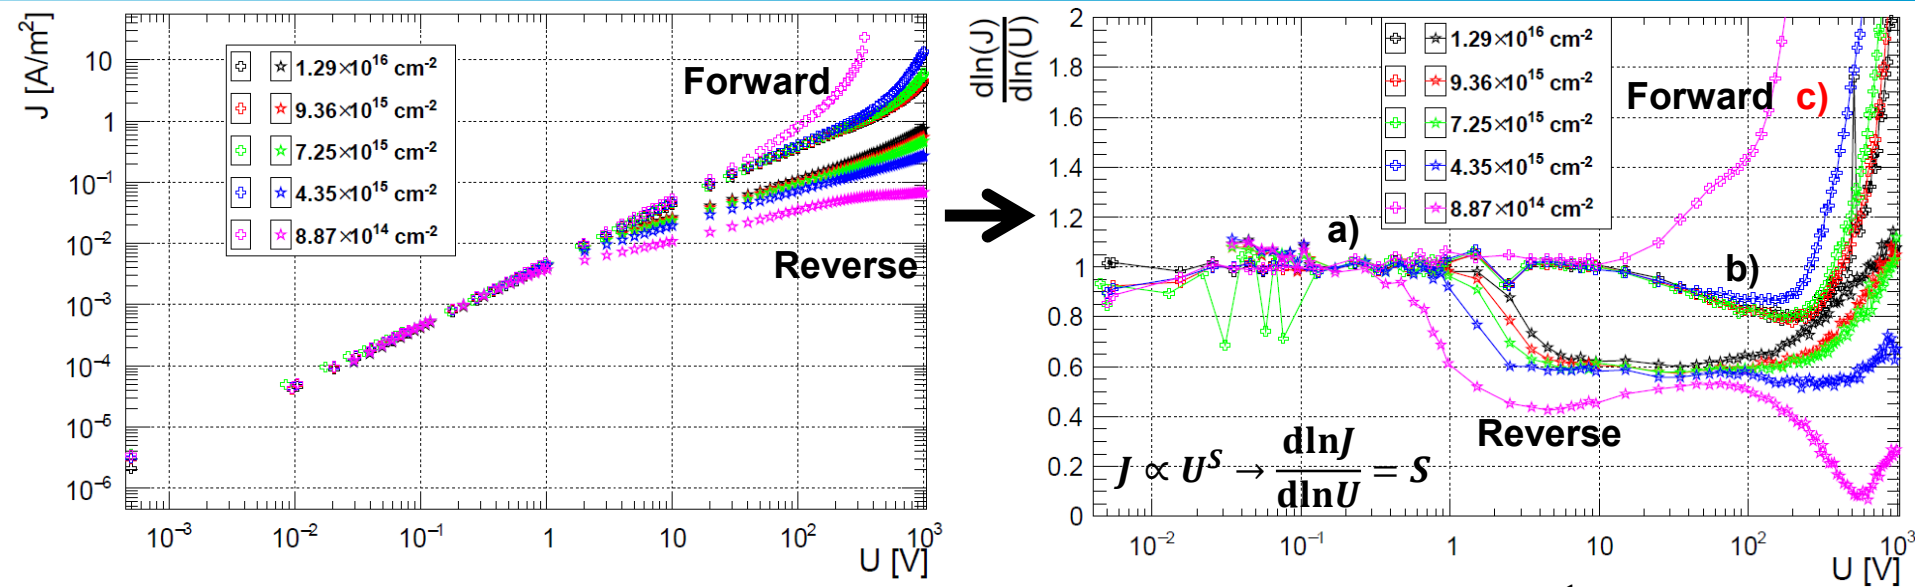 J [A/m²]
10
1
10⁻¹
10⁻²
10⁻³
10⁻⁴
10⁻⁵
10⁻⁶
1.29×10¹⁶ cm⁻²
9.36×10¹⁵ cm⁻²
7.25×10¹⁵ cm⁻²
4.35×10¹⁵ cm⁻²
8.87×10¹⁴ cm⁻²
Forward
Reverse
10⁻³ 10⁻² 10⁻¹ 1 10 10² 10³
U [V]
dln(J)
dln(U)
2
1.8
1.6
1.4
1.2
1
0.8
0.6
0.4
0.2
0
1.29×10¹⁶ cm⁻²
9.36×10¹⁵ cm⁻²
7.25×10¹⁵ cm⁻²
4.35×10¹⁵ cm⁻²
8.87×10¹⁴ cm⁻²
Forward c)
a)
b)
Reverse
J ∝ U^S → dlnJ/dlnU = S
10⁻² 10⁻¹ 1 10 10² 10³
U [V]